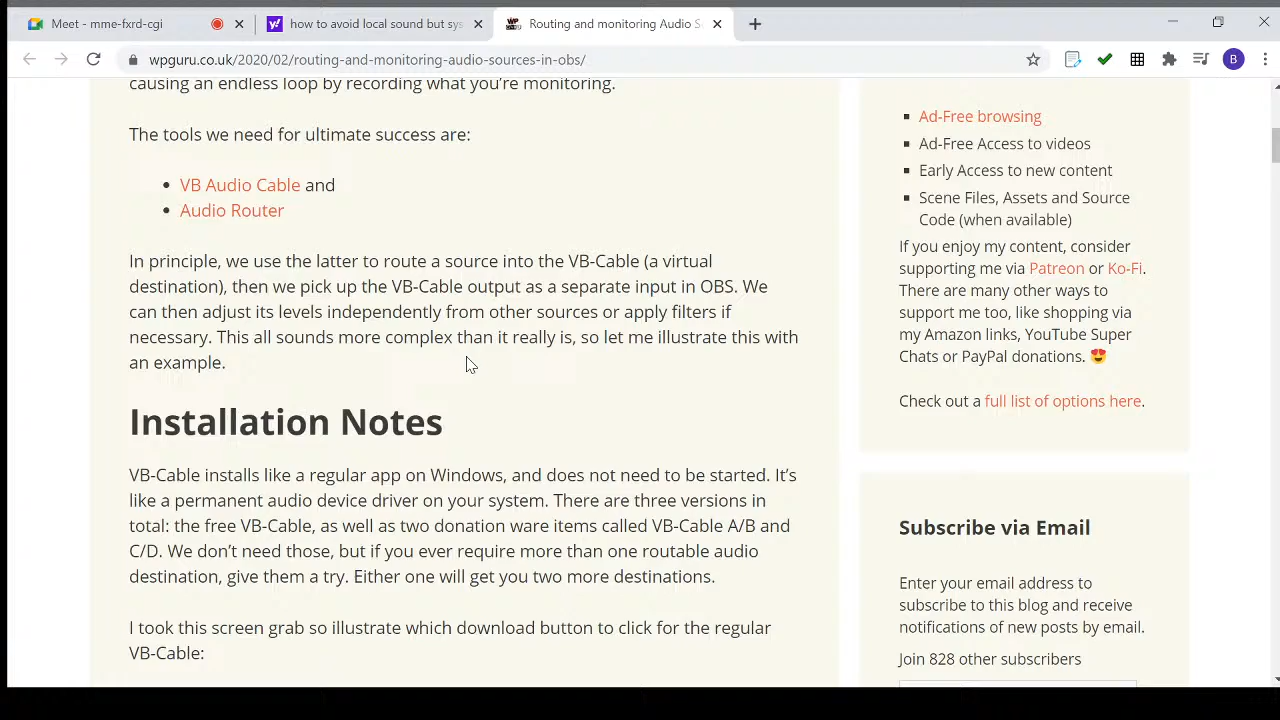 Meet - mme-fxrd-cgi
how to avoid local sound but sys
Routing and monitoring Audio S
wpguru.co.uk/2020/02/routing-and-monitoring-audio-sources-in-obs/
B
causing an endless loop by recording what you're monitoring.
The tools we need for ultimate success are:
VB Audio Cable and
Audio Router
In principle, we use the latter to route a source into the VB-Cable (a virtual
destination), then we pick up the VB-Cable output as a separate input in OBS. We
can then adjust its levels independently from other sources or apply filters if
necessary. This all sounds more complex than it really is, so let me illustrate this with
an example.
Installation Notes
VB-Cable installs like a regular app on Windows, and does not need to be started. It's
like a permanent audio device driver on your system. There are three versions in
total: the free VB-Cable, as well as two donation ware items called VB-Cable A/B and
C/D. We don't need those, but if you ever require more than one routable audio
destination, give them a try. Either one will get you two more destinations.
I took this screen grab so illustrate which download button to click for the regular
VB-Cable:
Ad-Free browsing
Ad-Free Access to videos
Early Access to new content
Scene Files, Assets and Source
Code (when available)
If you enjoy my content, consider
supporting me via Patreon or Ko-Fi.
There are many other ways to
support me too, like shopping via
my Amazon links, YouTube Super
Chats or PayPal donations. 😍
Check out a full list of options here.
Subscribe via Email
Enter your email address to
subscribe to this blog and receive
notifications of new posts by email.
Join 828 other subscribers